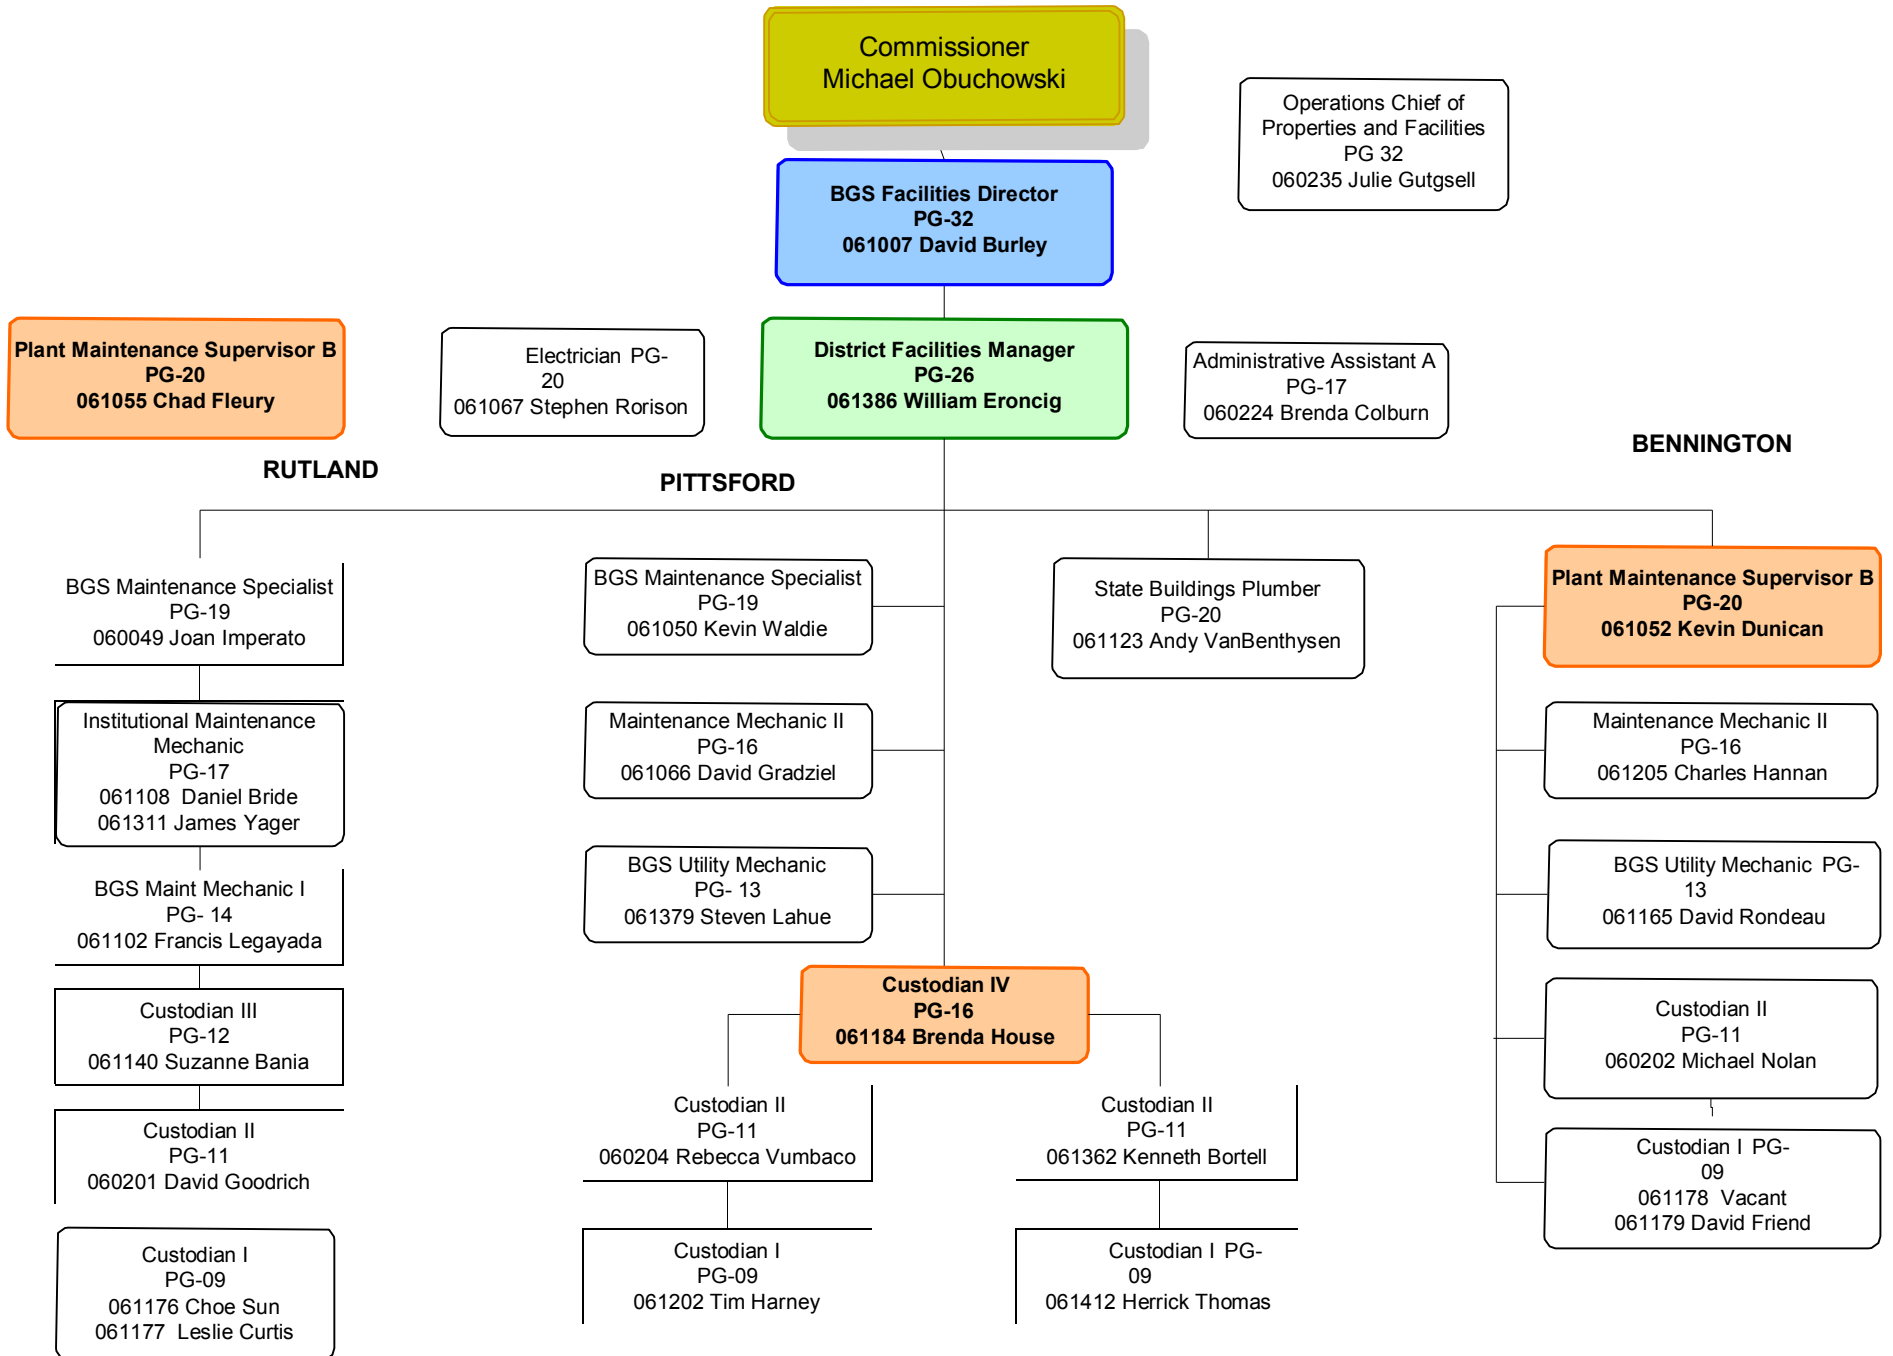 Commissioner
Michael Obuchowski
Operations Chief of
Properties and Facilities
PG 32
060235 Julie Gutgsell
BGS Facilities Director
PG-32
061007 David Burley
Plant Maintenance Supervisor B
PG-20
061055 Chad Fleury
Electrician PG-
20
061067 Stephen Rorison
District Facilities Manager
PG-26
061386 William Eroncig
Administrative Assistant A
PG-17
060224 Brenda Colburn
RUTLAND
PITTSFORD
BENNINGTON
BGS Maintenance Specialist
PG-19
060049 Joan Imperato
Institutional Maintenance
Mechanic
PG-17
061108 Daniel Bride
061311 James Yager
BGS Maint Mechanic I
PG- 14
061102 Francis Legayada
Custodian III
PG-12
061140 Suzanne Bania
Custodian II
PG-11
060201 David Goodrich
Custodian I
PG-09
061176 Choe Sun
061177 Leslie Curtis
BGS Maintenance Specialist
PG-19
061050 Kevin Waldie
Maintenance Mechanic II
PG-16
061066 David Gradziel
BGS Utility Mechanic
PG- 13
061379 Steven Lahue
Custodian IV
PG-16
061184 Brenda House
Custodian II
PG-11
060204 Rebecca Vumbaco
Custodian I
PG-09
061202 Tim Harney
Custodian II
PG-11
061362 Kenneth Bortell
Custodian I PG-
09
061412 Herrick Thomas
State Buildings Plumber
PG-20
061123 Andy VanBenthysen
Plant Maintenance Supervisor B
PG-20
061052 Kevin Dunican
Maintenance Mechanic II
PG-16
061205 Charles Hannan
BGS Utility Mechanic PG-
13
061165 David Rondeau
Custodian II
PG-11
060202 Michael Nolan
Custodian I PG-
09
061178 Vacant
061179 David Friend